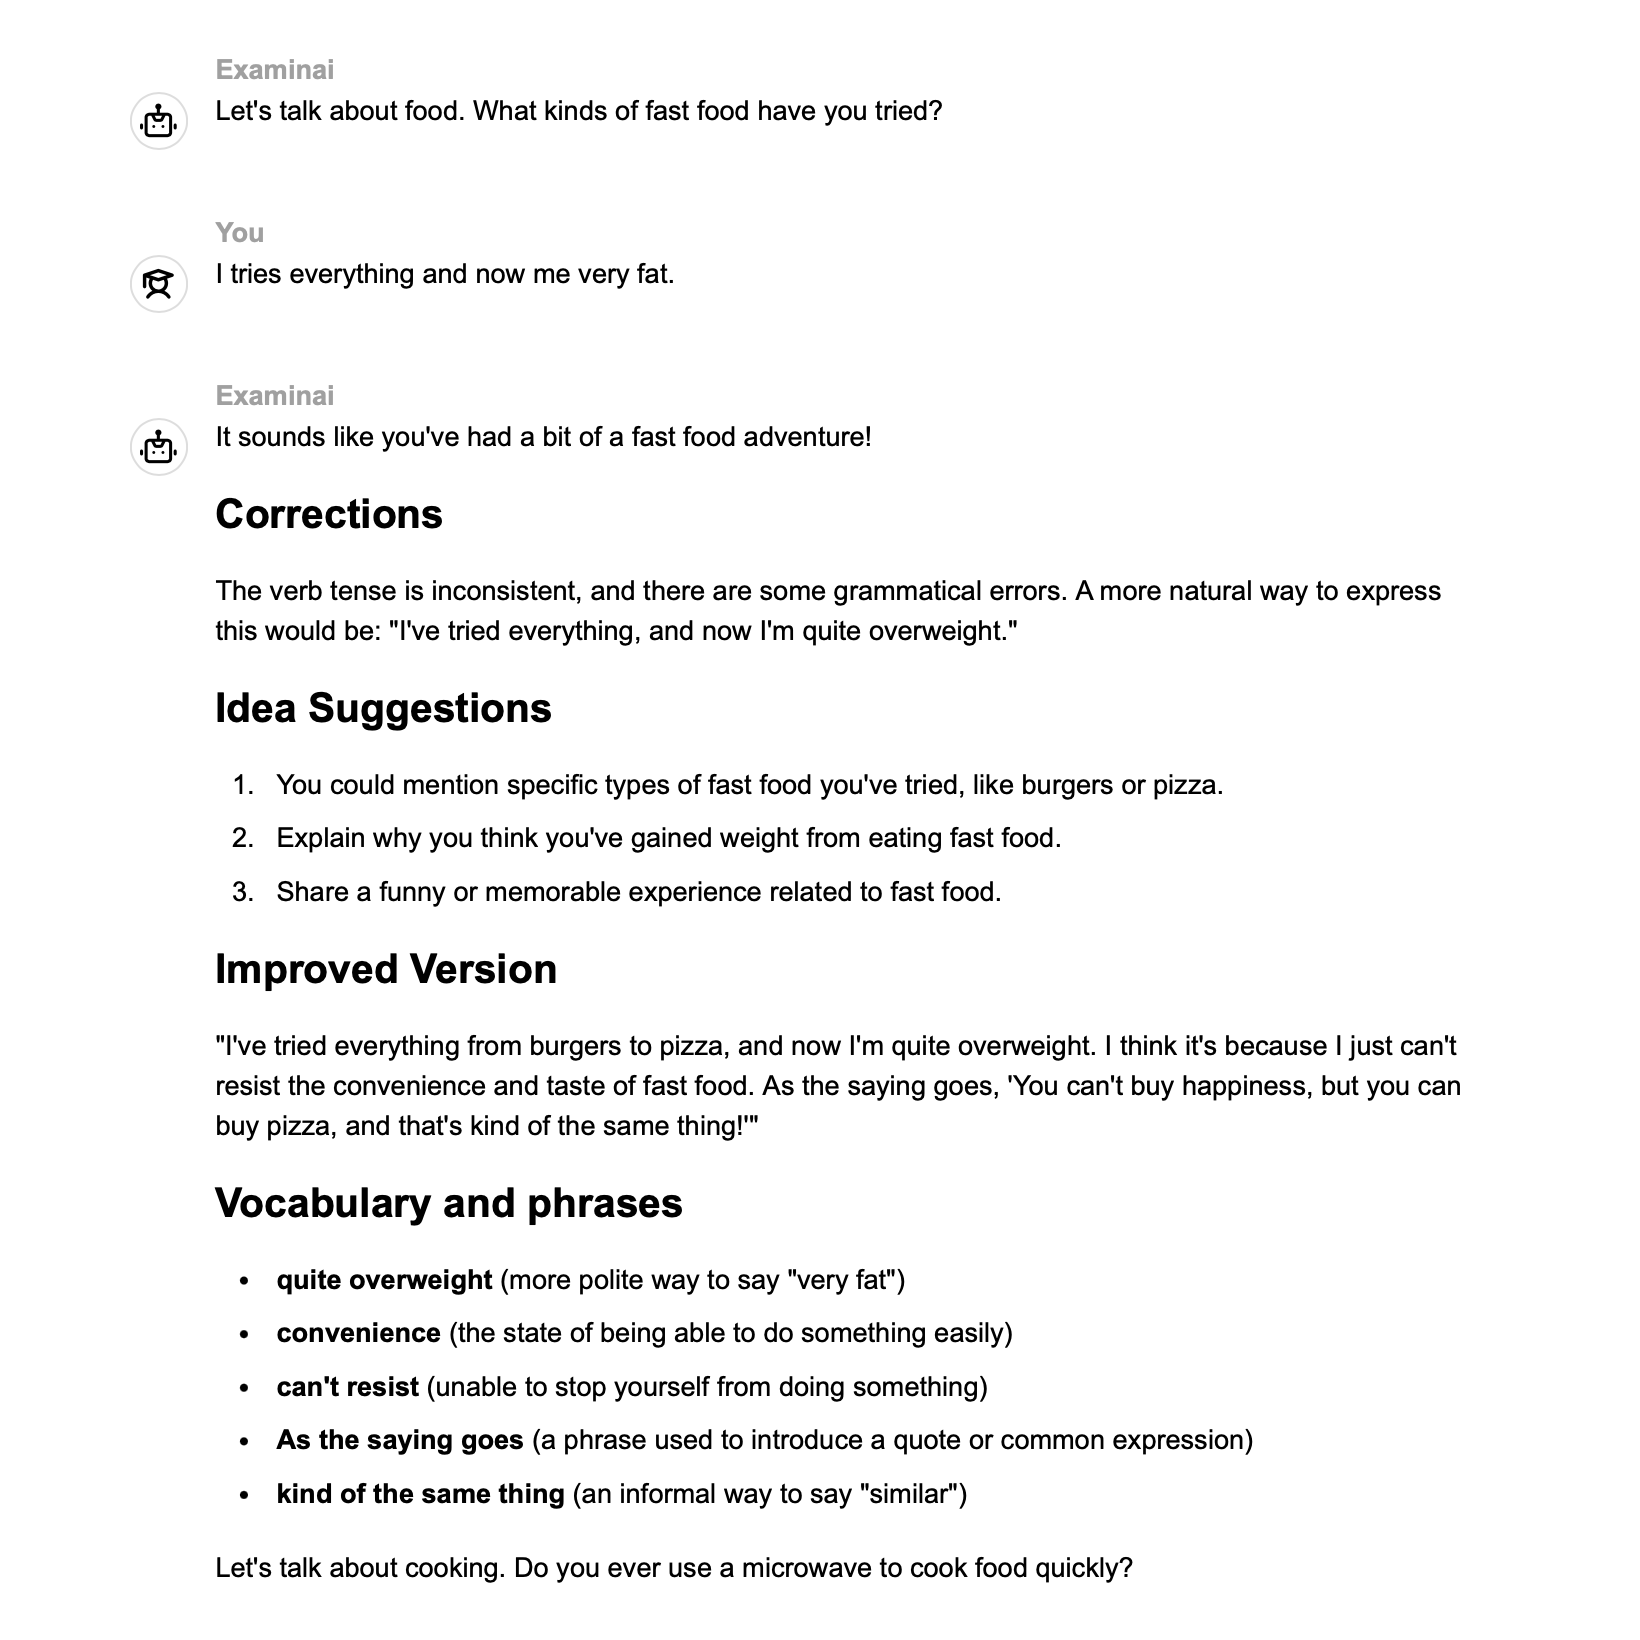 Examinai
Let's talk about food. What kinds of fast food have you tried?
You
I tries everything and now me very fat.
Examinai
It sounds like you've had a bit of a fast food adventure!
Corrections
The verb tense is inconsistent, and there are some grammatical errors. A more natural way to express
this would be: "I've tried everything, and now I'm quite overweight."
Idea Suggestions
1. You could mention specific types of fast food you've tried, like burgers or pizza.
2. Explain why you think you've gained weight from eating fast food.
3. Share a funny or memorable experience related to fast food.
Improved Version
"I've tried everything from burgers to pizza, and now I'm quite overweight. I think it's because I just can't
resist the convenience and taste of fast food. As the saying goes, 'You can't buy happiness, but you can
buy pizza, and that's kind of the same thing!'"
Vocabulary and phrases
• quite overweight (more polite way to say "very fat")
• convenience (the state of being able to do something easily)
• can't resist (unable to stop yourself from doing something)
• As the saying goes (a phrase used to introduce a quote or common expression)
• kind of the same thing (an informal way to say "similar")
Let's talk about cooking. Do you ever use a microwave to cook food quickly?